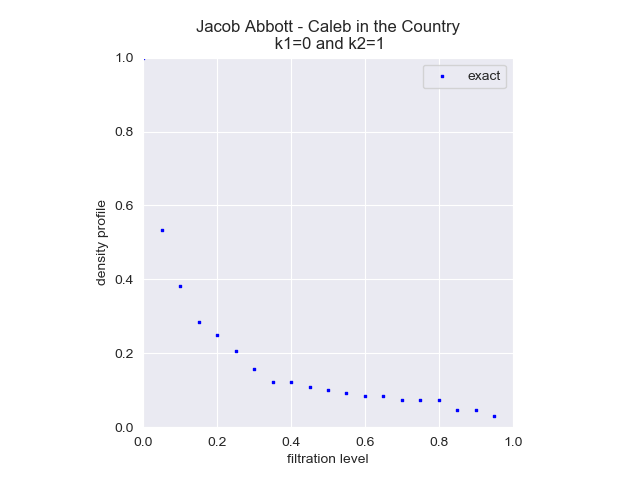 Jacob Abbott - Caleb in the Country
k1=0 and k2=1
exact
density profile
1.0
0.8
0.6
0.4
0.2
0.0
0.0 0.2 0.4 0.6 0.8 1.0
filtration level